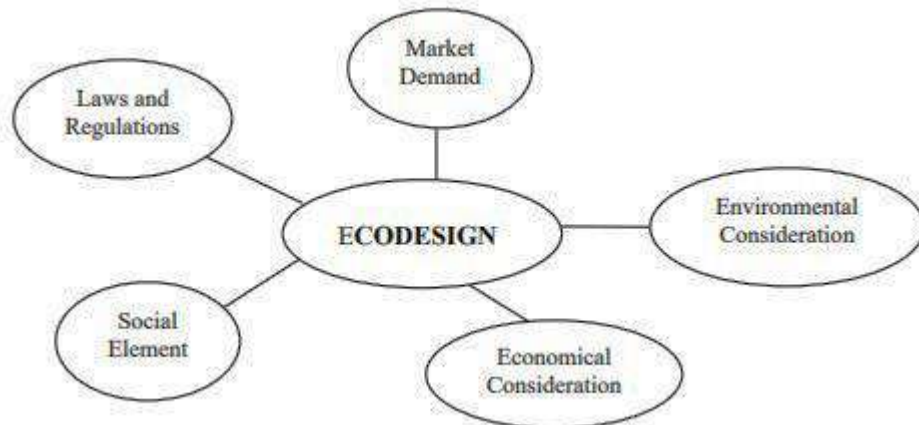 Market
Demand
Laws and
Regulations
ECODESIGN
Environmental
Consideration
Social
Element
Economical
Consideration